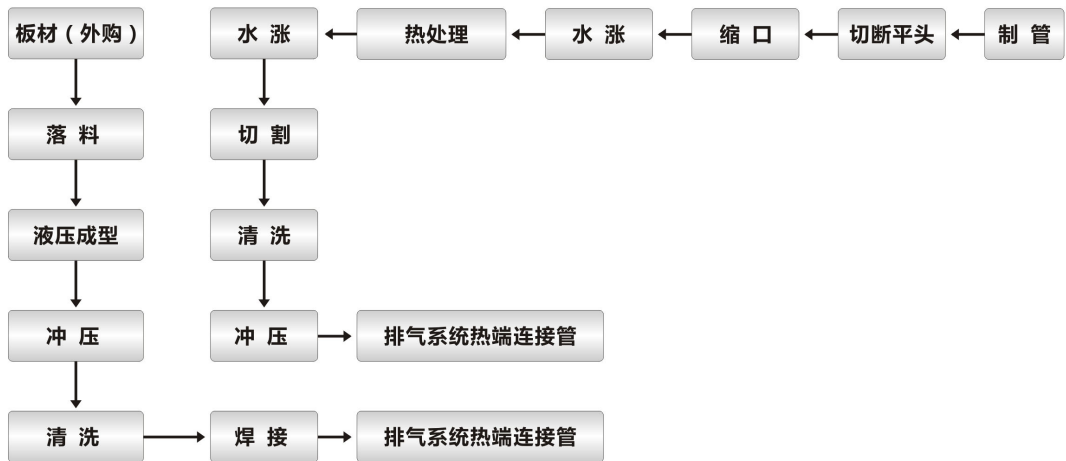 板材（外购）
水 涨
热处理
水 涨
缩 口
切断平头
制 管
落 料
切 割
液压成型
清 洗
冲 压
冲 压
排气系统热端连接管
清 洗
焊 接
排气系统热端连接管